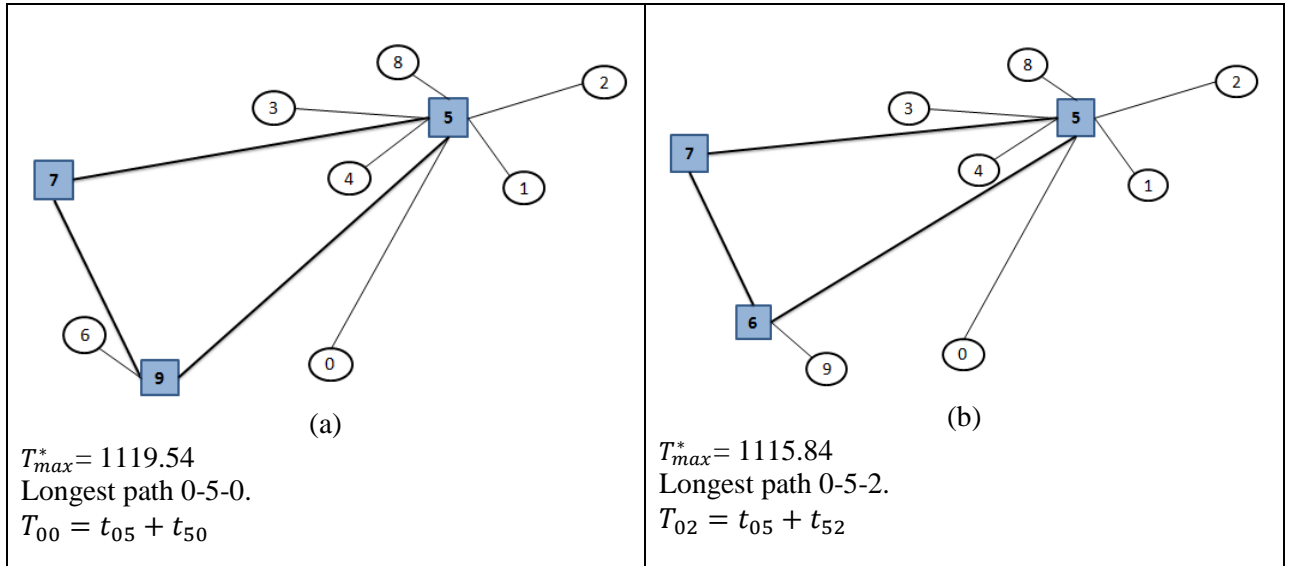 8
2
3
5
7
4
1
6
9
0
(a)
T*max= 1119.54
Longest path 0-5-0.
T00 = t05 + t50
8
2
3
5
7
4
1
6
9
0
(b)
T*max= 1115.84
Longest path 0-5-2.
T02 = t05 + t52